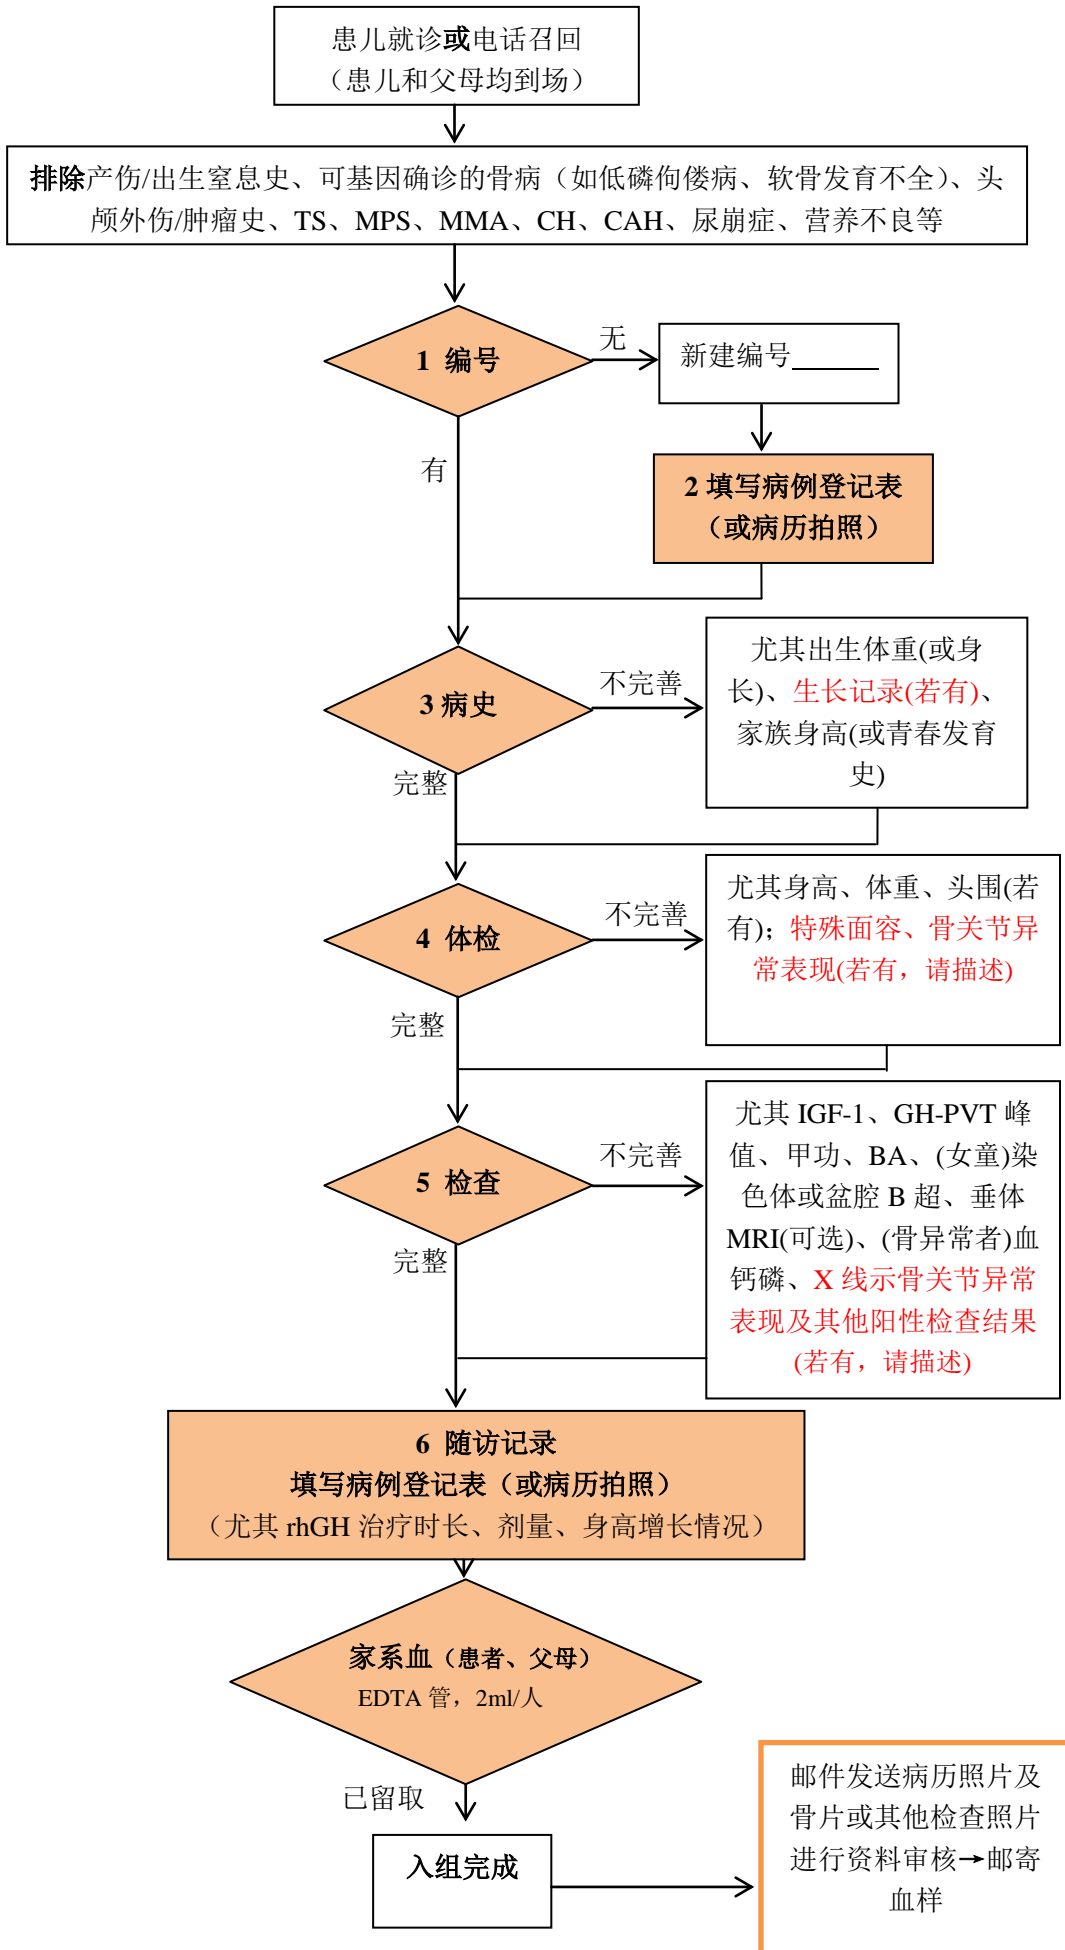 患儿就诊或电话召回
（患儿和父母均到场）
排除产伤/出生窒息史、可基因确诊的骨病（如低磷佝偻病、软骨发育不全）、头
颅外伤/肿瘤史、TS、MPS、MMA、CH、CAH、尿崩症、营养不良等
1 编号
无
新建编号______
有
2 填写病例登记表
（或病历拍照）
3 病史
不完善
尤其出生体重(或身
长)、生长记录(若有)、
家族身高(或青春发育
史)
完整
4 体检
不完善
尤其身高、体重、头围(若
有)；特殊面容、骨关节异
常表现(若有，请描述)
完整
5 检查
不完善
尤其 IGF-1、GH-PVT 峰
值、甲功、BA、(女童)染
色体或盆腔 B 超、垂体
MRI(可选)、(骨异常者)血
钙磷、X 线示骨关节异常
表现及其他阳性检查结果
(若有，请描述)
完整
6 随访记录
填写病例登记表（或病历拍照）
（尤其 rhGH 治疗时长、剂量、身高增长情况）
家系血（患者、父母）
EDTA 管，2ml/人
已留取
入组完成
邮件发送病历照片及
骨片或其他检查照片
进行资料审核→邮寄
血样